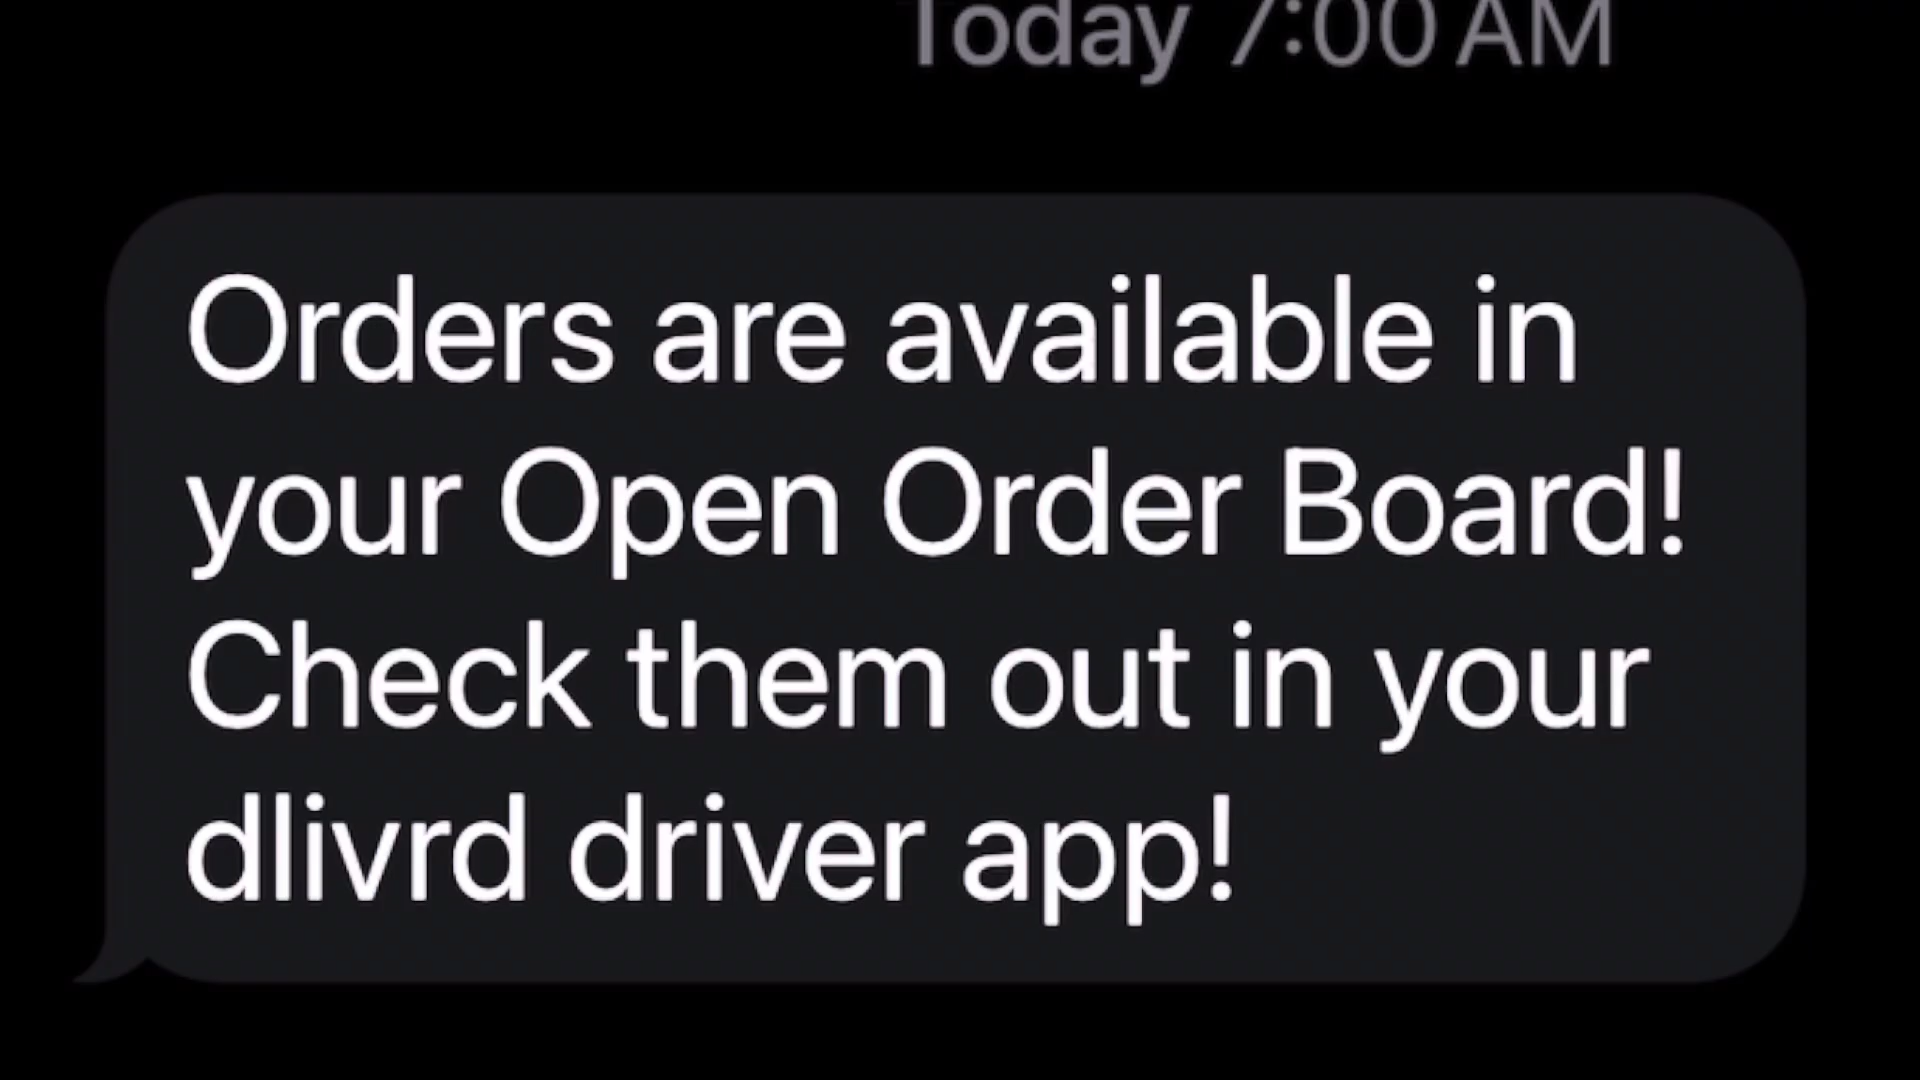 Today 7:00 AM
Orders are available in
your Open Order Board!
Check them out in your
dlivrd driver app!